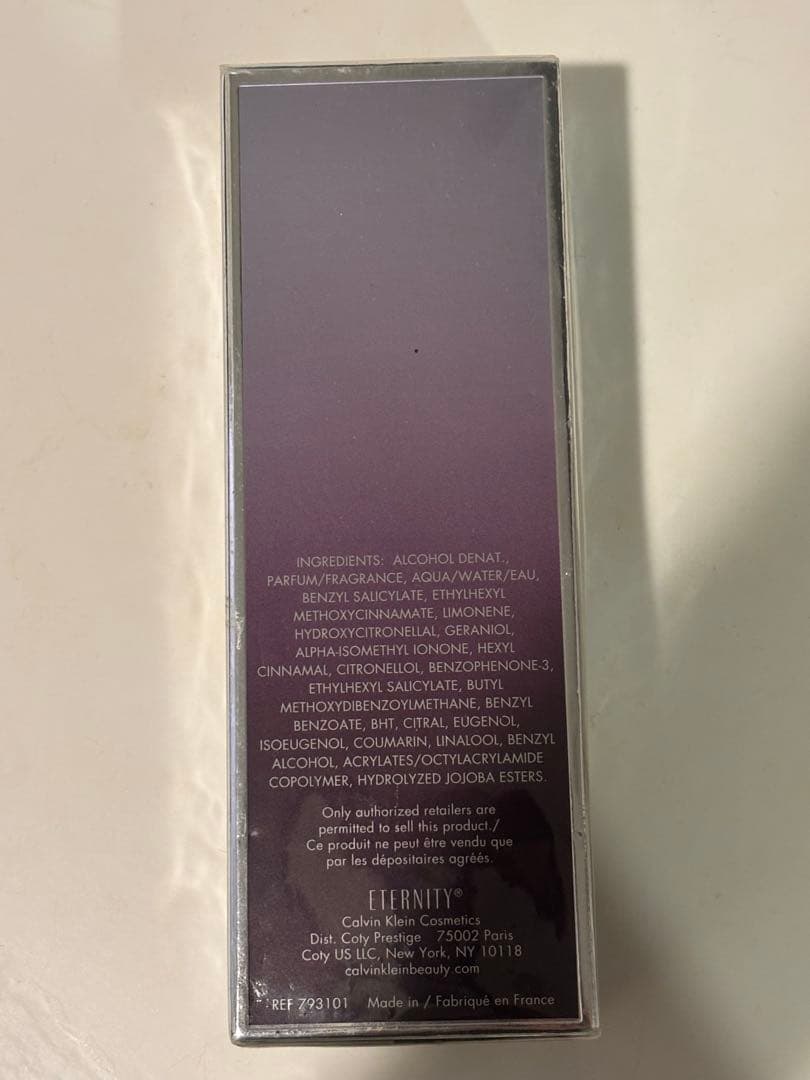 INGREDIENTS: ALCOHOL DENAT.,
PARFUM/FRAGRANCE, AQUA/WATER/EAU,
BENZYL SALICYLATE, ETHYLHEXYL
METHOXYCINNAMATE, LIMONENE,
HYDROXYCITRONELLAL, GERANIOL,
ALPHA-ISOMETHYL IONONE, HEXYL
CINNAMAL, CITRONELLOL, BENZOPHENONE-3,
ETHYLHEXYL SALICYLATE, BUTYL
METHOXYDIBENZOYLMETHANE, BENZYL
BENZOATE, BHT, CITRAL, EUGENOL,
ISOEUGENOL, COUMARIN, LINALOOL, BENZYL
ALCOHOL, ACRYLATES/OCTYLACRYLAMIDE
COPOLYMER, HYDROLYZED JOJOBA ESTERS.
Only authorized retailers are
permitted to sell this product./
Ce produit ne peut être vendu que
par les dépositaires agréés.
ETERNITY®
Calvin Klein Cosmetics
Dist. Coty Prestige 75002 Paris
Coty US LLC, New York, NY 10118
calvinkleinbeauty.com
REF 793101 Made in / Fabriqué en France